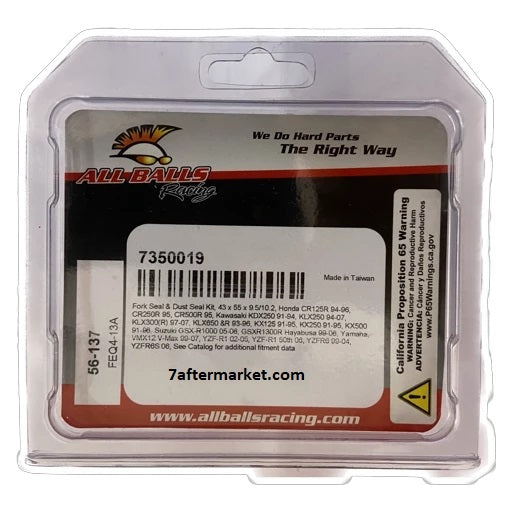 ALL BALLS
Racing
We Do Hard Parts
The Right Way
7350019
Made in Taiwan
Fork Seal & Dust Seal Kit, 43 x 55 x 9.5/10.2, Honda CR125R 94-96,
CR250R 95, CR500R 95, Kawasaki KDX250 91-94, KLX250 94-07,
KLX300(R) 97-07, KLX650 &R 93-96, KX125 91-95, KX250 91-95, KX500
91-96. Suzuki GSX-R1000 05-06, GSXR1300R Hayabusa 99-06, Yamaha,
VMX12 V-Max 99-07, YZF-R1 02-05, YZF-R1 50th 06, YZFR6 99-04,
YZFR6S 06, See Catalog for additional fitment data
7aftermarket.com
www.allballsracing.com
56-137
FEQ4-13A
California Proposition 65 Warning
WARNING: Cancer and Reproductive Harm
ADVERTENCIA: Cáncer y Daños Reproductivos
www.P65Warnings.ca.gov